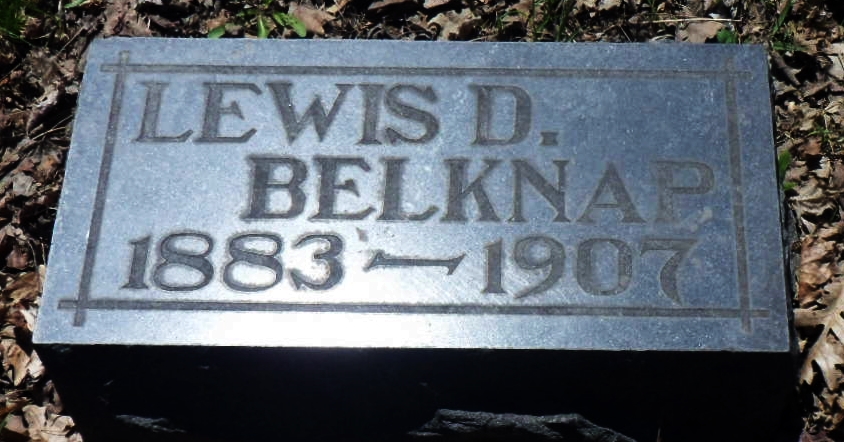 LEWIS D.
BELKNAP
1883 — 1907